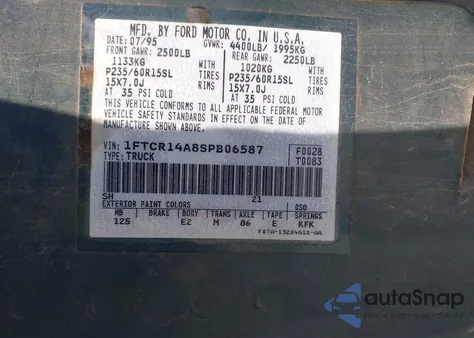 MFD. BY FORD MOTOR CO. IN U.S.A.
DATE: 07/95 GVWR: 4400LB/ 1995KG
FRONT GAWR: 2500LB REAR GAWR: 2250LB
1133KG 1020KG
P235/60R15SL TIRES P235/60R15SL TIRES
15X7.0J RIMS 15X7.0J RIMS
AT 35 PSI COLD AT 35 PSI COLD
THIS VEHICLE CONFORMS TO ALL APPLICABLE FEDERAL MOTOR
VEHICLE SAFETY STANDARDS IN EFFECT ON THE DATE OF
MANUFACTURE SHOWN ABOVE.
VIN: 1FTCR14A8SPB06587 F0028
TYPE: TRUCK T0083
SH 21
EXTERIOR PAINT COLORS DSO
WB BRAKE BODY TRANS AXLE TAPE SPRINGS
125 E2 M 86 E KFK
F0TA-15204A10-AA
autoSnap